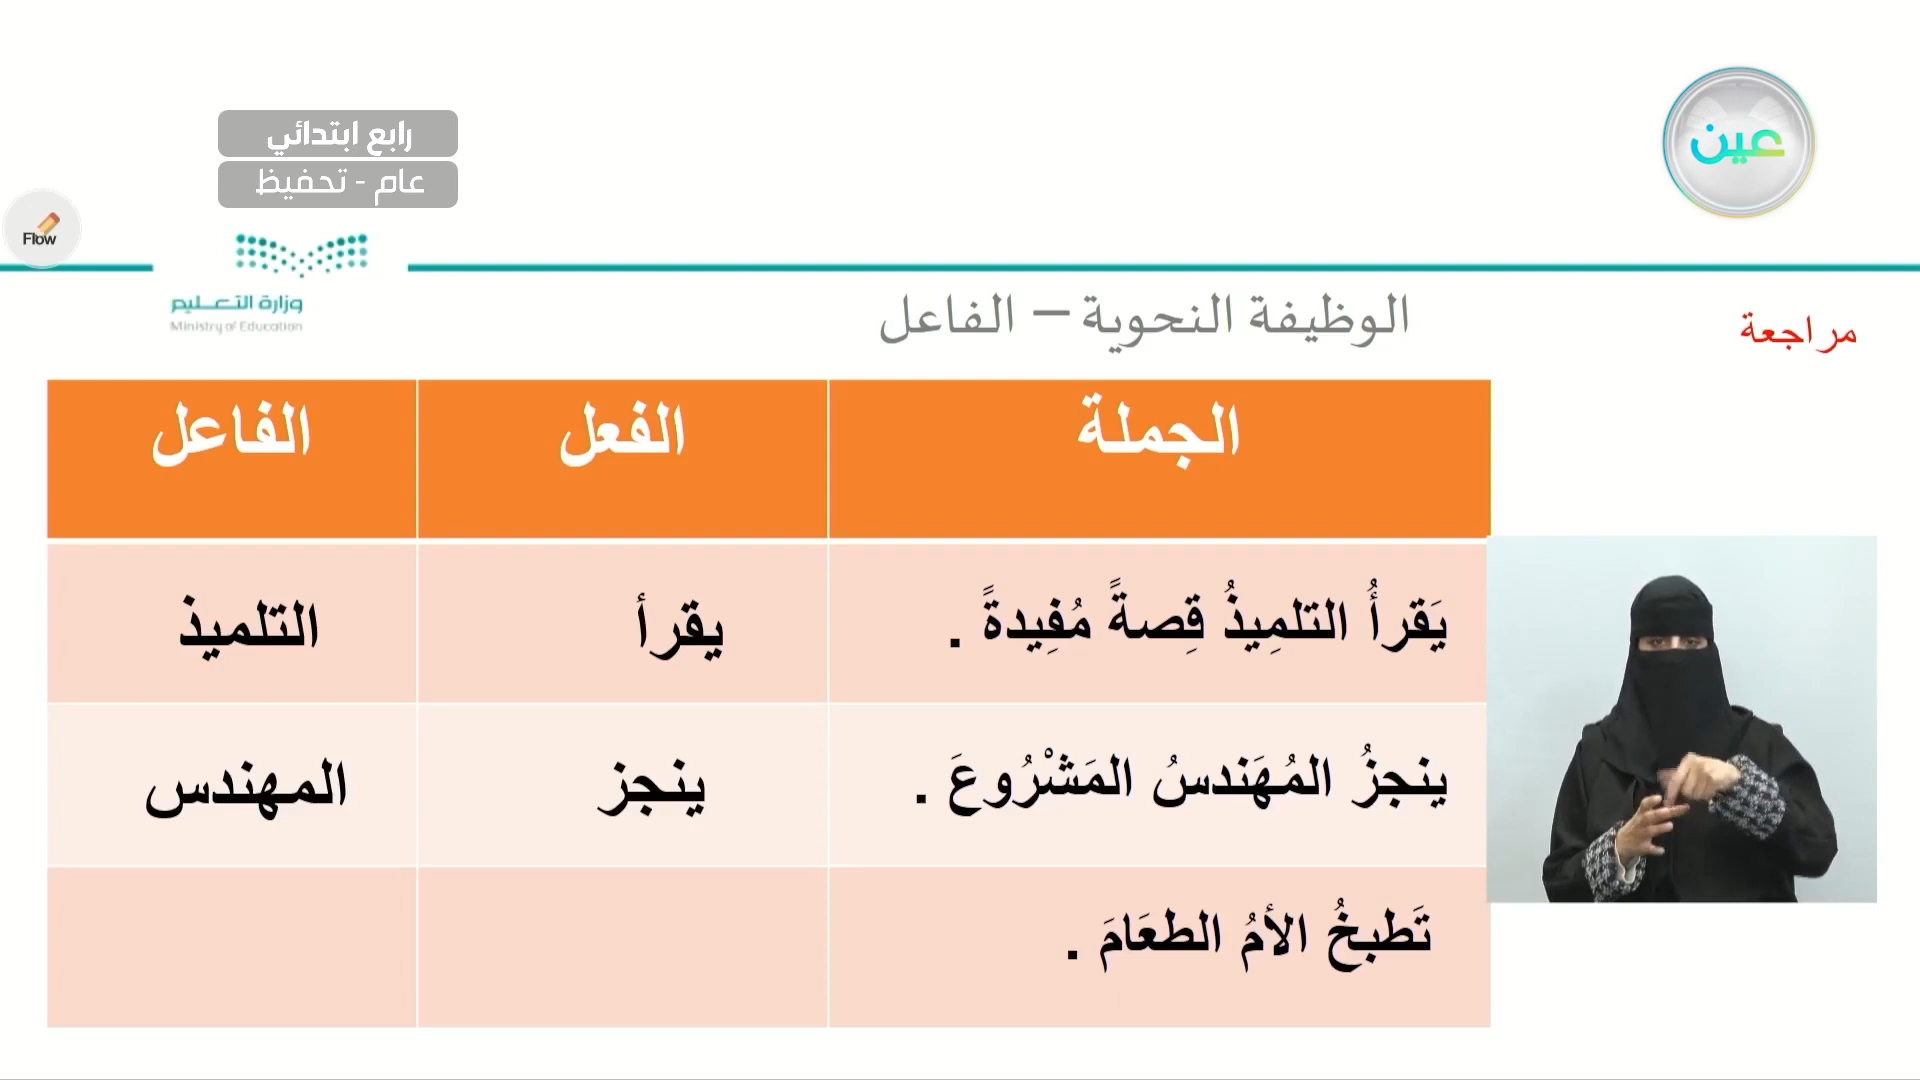 رابع ابتدائي
عام - تحفيظ
عين
Flow
وزارة التعليم
Ministry of Education
مراجعة
الوظيفة النحوية – الفاعل
الجملة الفعل الفاعل
يَقرأُ التلمِيذُ قِصةً مُفِيدةً . يقرأ التلميذ
ينجزُ المُهَندسُ المَشْرُوعَ . ينجز المهندس
تَطبخُ الأمُ الطعَامَ .